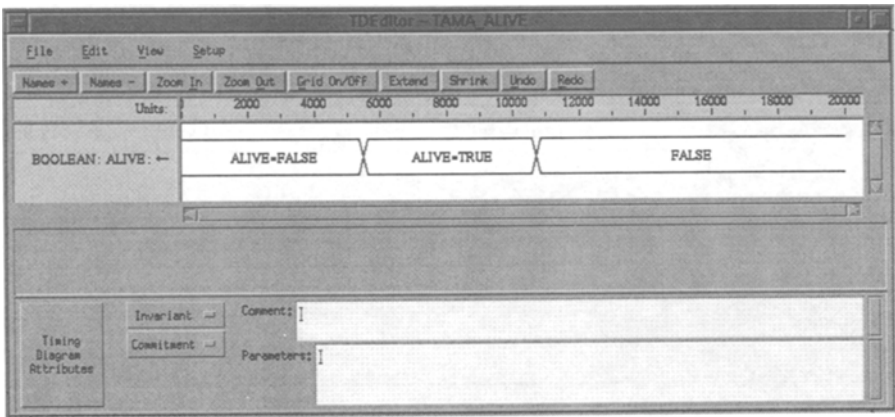 TDEditor – TAMA_ALIVE
File Edit View Setup
Names + Names - Zoom In Zoom Out Grid On/Off Extend Shrink Undo Redo
Units: 0 2000 4000 6000 8000 10000 12000 14000 16000 18000 20000
BOOLEAN: ALIVE: ← ALIVE=FALSE ALIVE=TRUE FALSE
Invariant Comment:
Timing
Diagram
Attributes
Commitment
Parameters: